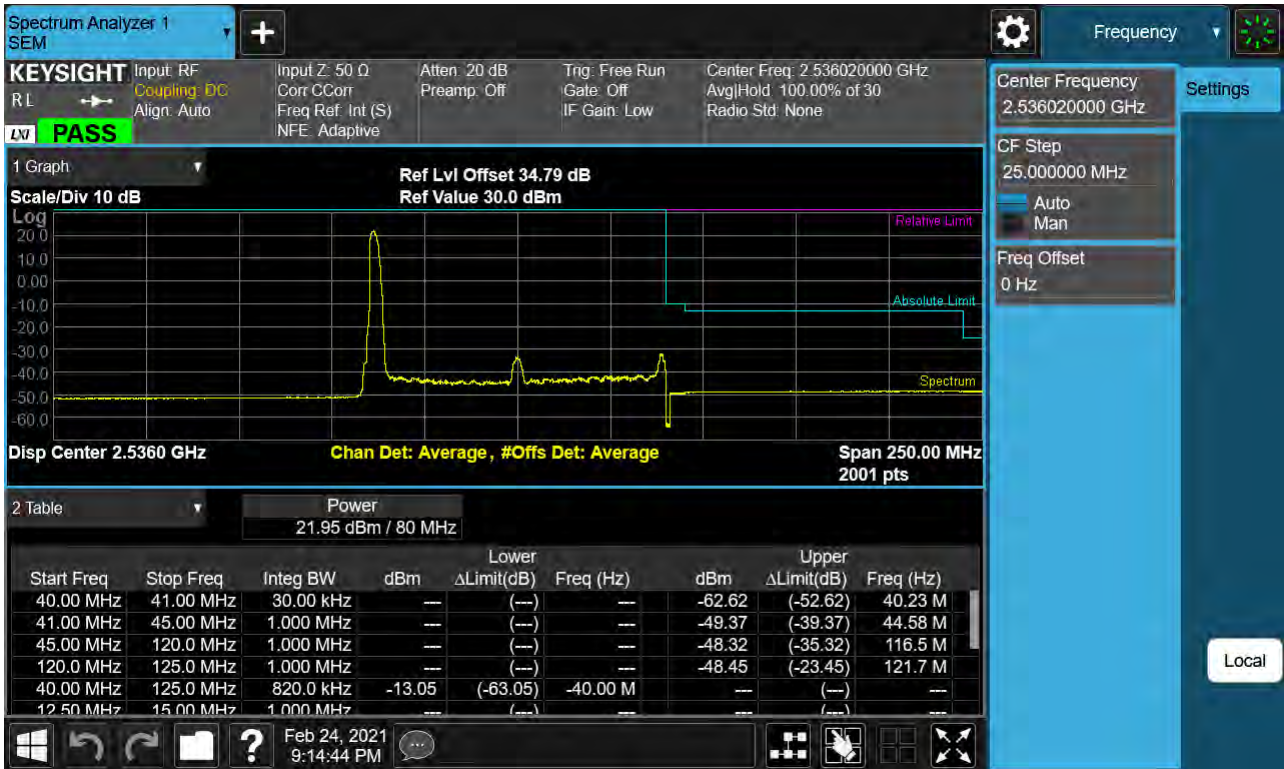 Spectrum Analyzer 1
SEM
Frequency
KEYSIGHT
R L
LXI
PASS
Input: RF
Coupling: DC
Align: Auto
Input Z: 50 Ω
Corr CCorr
Freq Ref: Int (S)
NFE: Adaptive
Atten: 20 dB
Preamp: Off
Trig: Free Run
Gate: Off
IF Gain: Low
Center Freq: 2.536020000 GHz
Avg|Hold: 100.00% of 30
Radio Std: None
Center Frequency
2.536020000 GHz
Settings
CF Step
25.000000 MHz
Auto
Man
Freq Offset
0 Hz
Local
1 Graph
Scale/Div 10 dB
Ref Lvl Offset 34.79 dB
Ref Value 30.0 dBm
Log
20.0
10.0
0.00
-10.0
-20.0
-30.0
-40.0
-50.0
-60.0
Relative Limit
Absolute Limit
Spectrum
Disp Center 2.5360 GHz
Chan Det: Average, #Offs Det: Average
Span 250.00 MHz
2001 pts
2 Table
Power
21.95 dBm / 80 MHz
Lower Upper
Start Freq Stop Freq Integ BW dBm ΔLimit(dB) Freq (Hz) dBm ΔLimit(dB) Freq (Hz)
40.00 MHz 41.00 MHz 30.00 kHz --- (---) --- -62.62 (-52.62) 40.23 M
41.00 MHz 45.00 MHz 1.000 MHz --- (---) --- -49.37 (-39.37) 44.58 M
45.00 MHz 120.0 MHz 1.000 MHz --- (---) --- -48.32 (-35.32) 116.5 M
120.0 MHz 125.0 MHz 1.000 MHz --- (---) --- -48.45 (-23.45) 121.7 M
40.00 MHz 125.0 MHz 820.0 kHz -13.05 (-63.05) -40.00 M --- (---) ---
12.50 MHz 15.00 MHz 1.000 MHz --- (---) --- --- (---) ---
Feb 24, 2021
9:14:44 PM